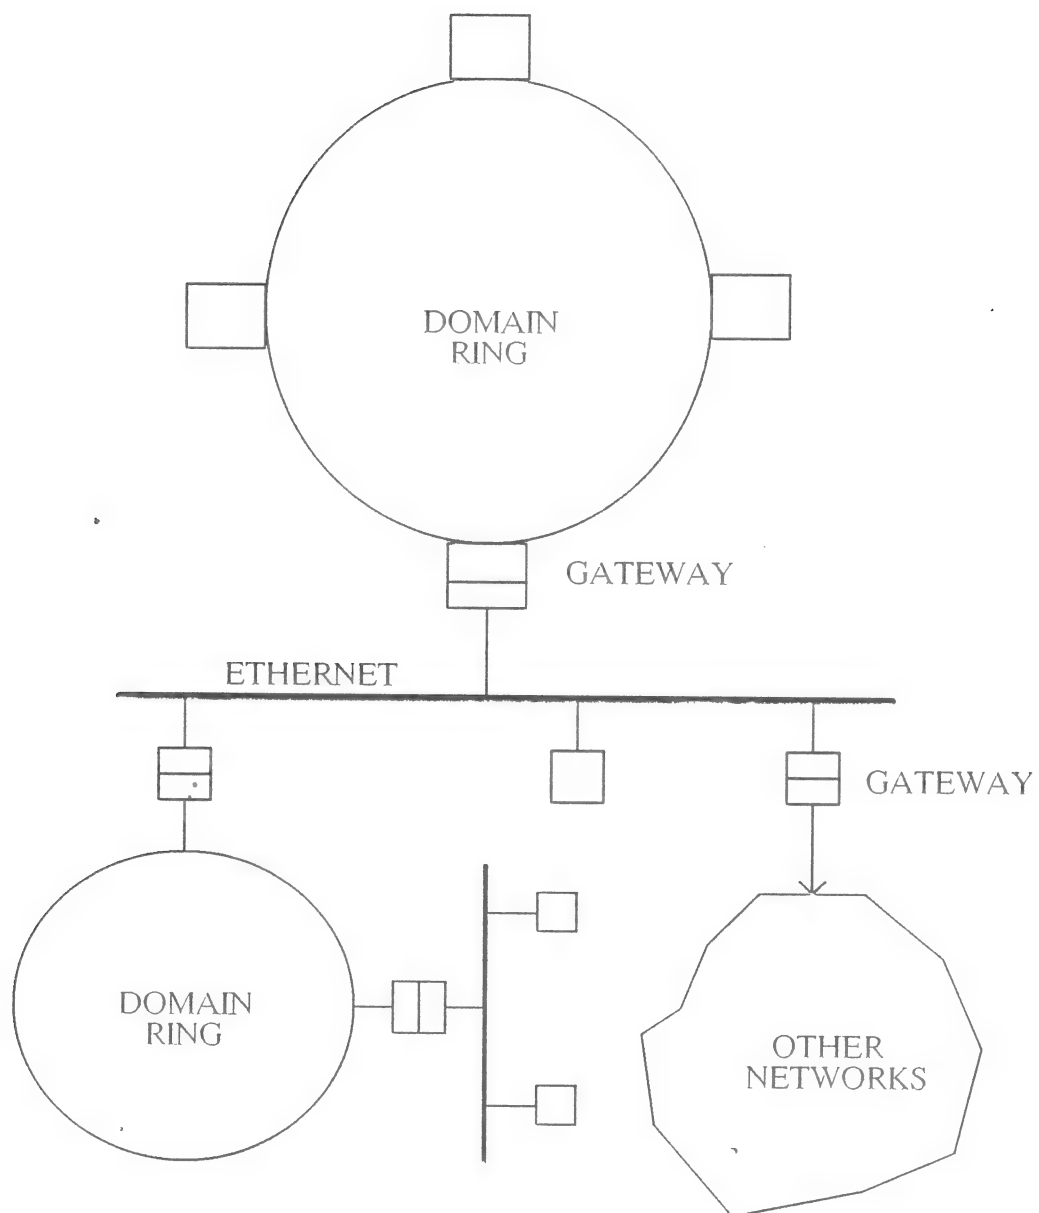 DOMAIN
RING
GATEWAY
ETHERNET
GATEWAY
DOMAIN
RING
OTHER
NETWORKS